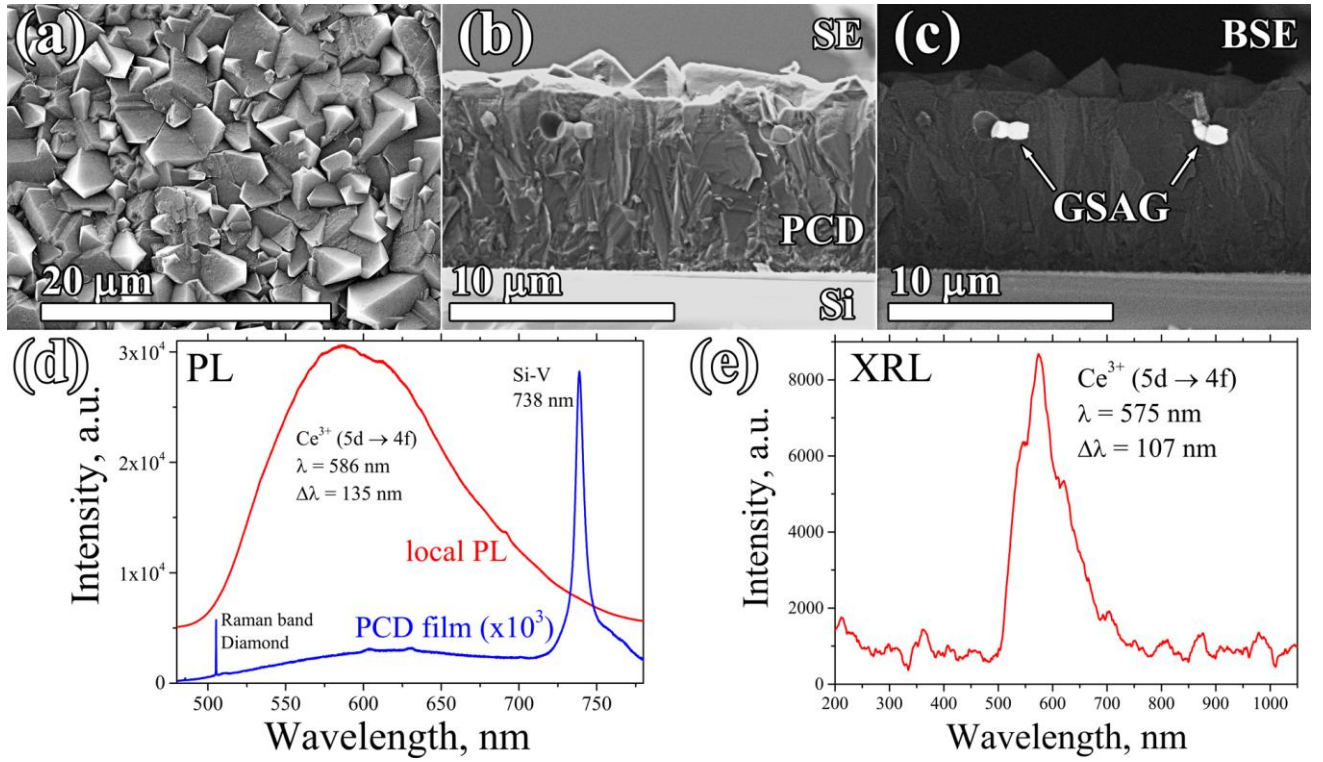 (a)
20 µm
(b)
SE
PCD
10 µm
Si
(c)
BSE
GSAG
10 µm
(d)
PL
3x10⁴
2x10⁴
1x10⁴
0
Intensity, a.u.
Ce³⁺ (5d → 4f)
λ = 586 nm
Δλ = 135 nm
Si-V
738 nm
local PL
Raman band
Diamond
PCD film (x10³)
500 550 600 650 700 750
Wavelength, nm
(e)
XRL
8000
6000
4000
2000
0
Intensity, a.u.
Ce³⁺ (5d → 4f)
λ = 575 nm
Δλ = 107 nm
200 300 400 500 600 700 800 900 1000
Wavelength, nm